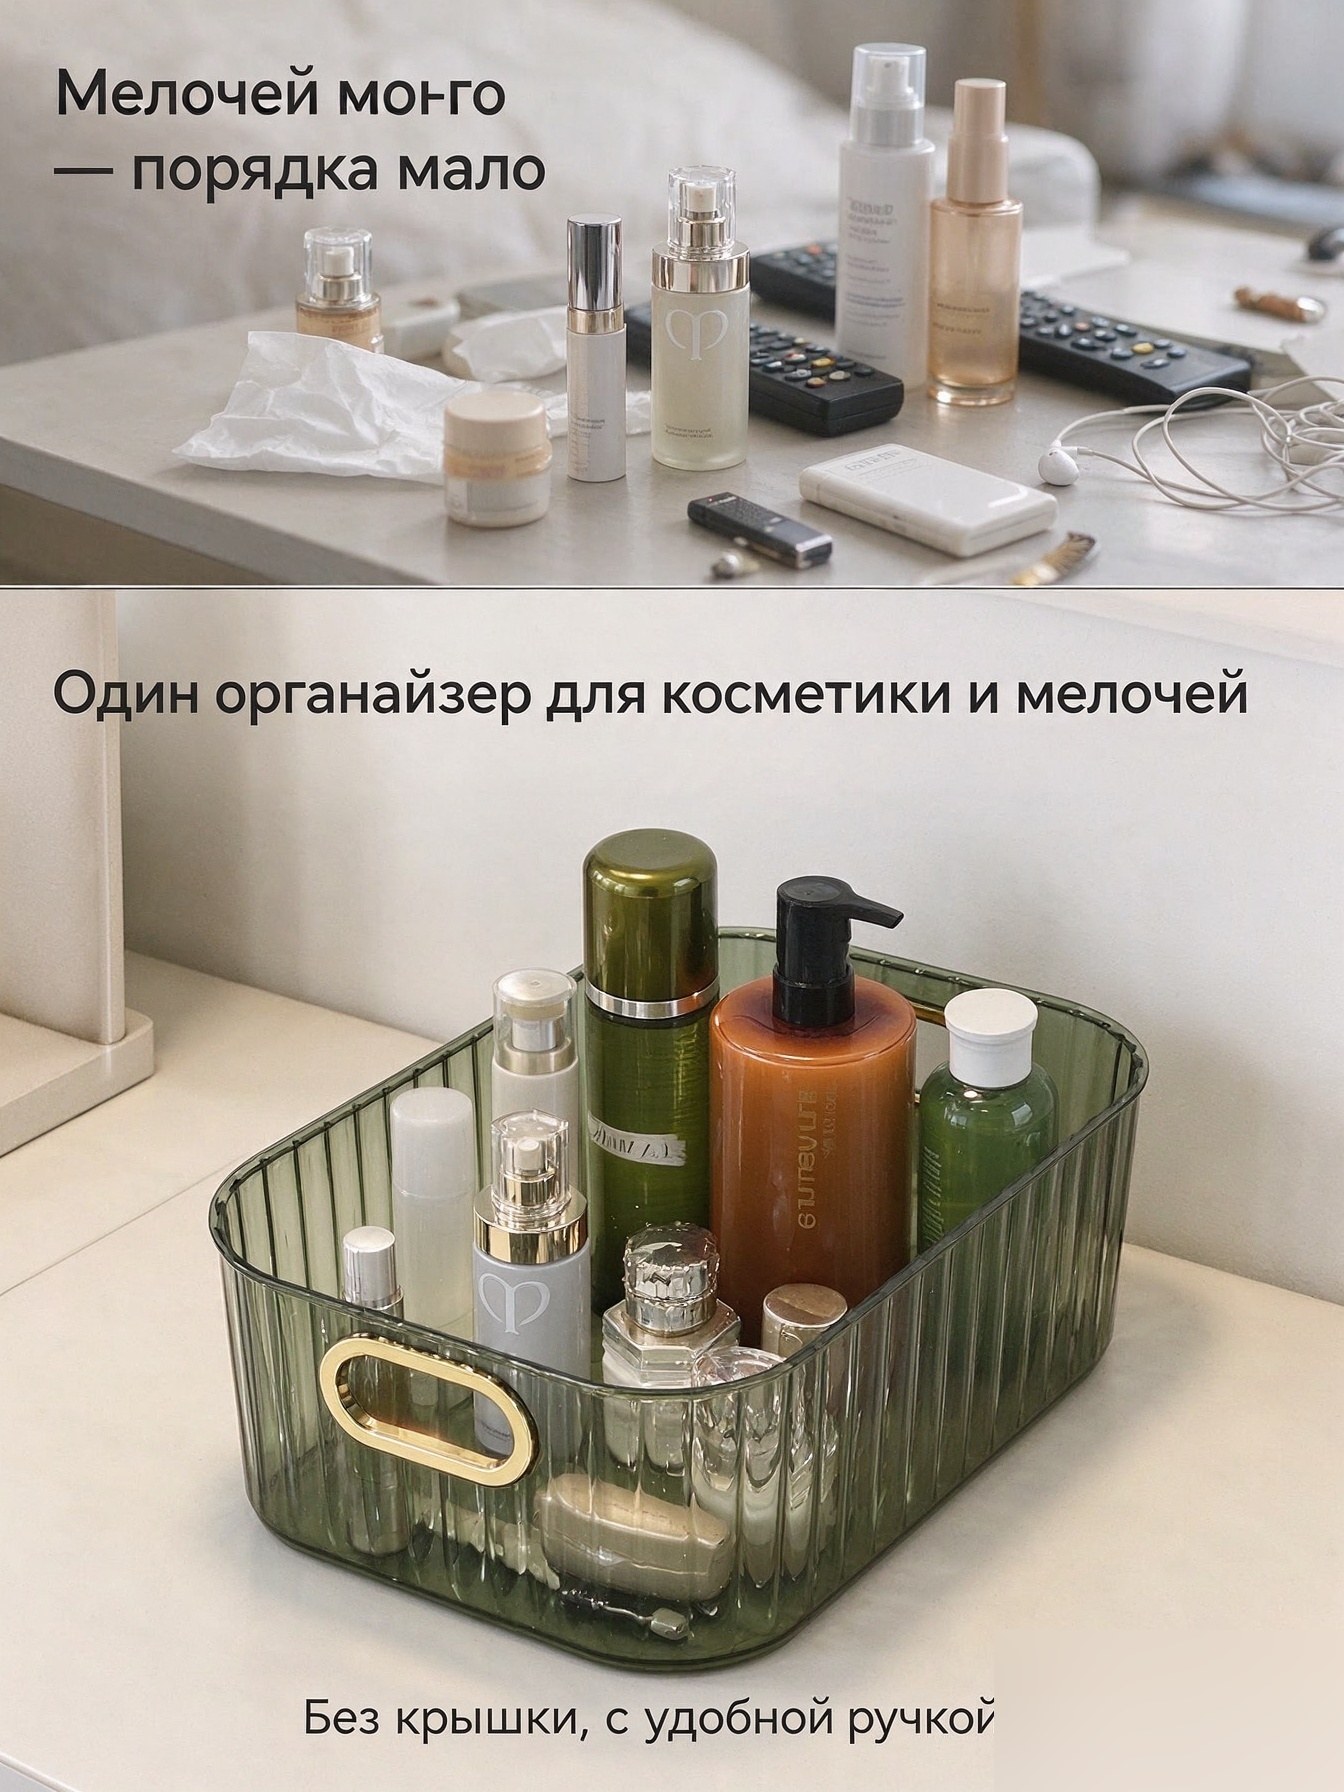 Мелочей монго
— порядка мало
Один органайзер для косметики и мелочей
Без крышки, с удобной ручкой